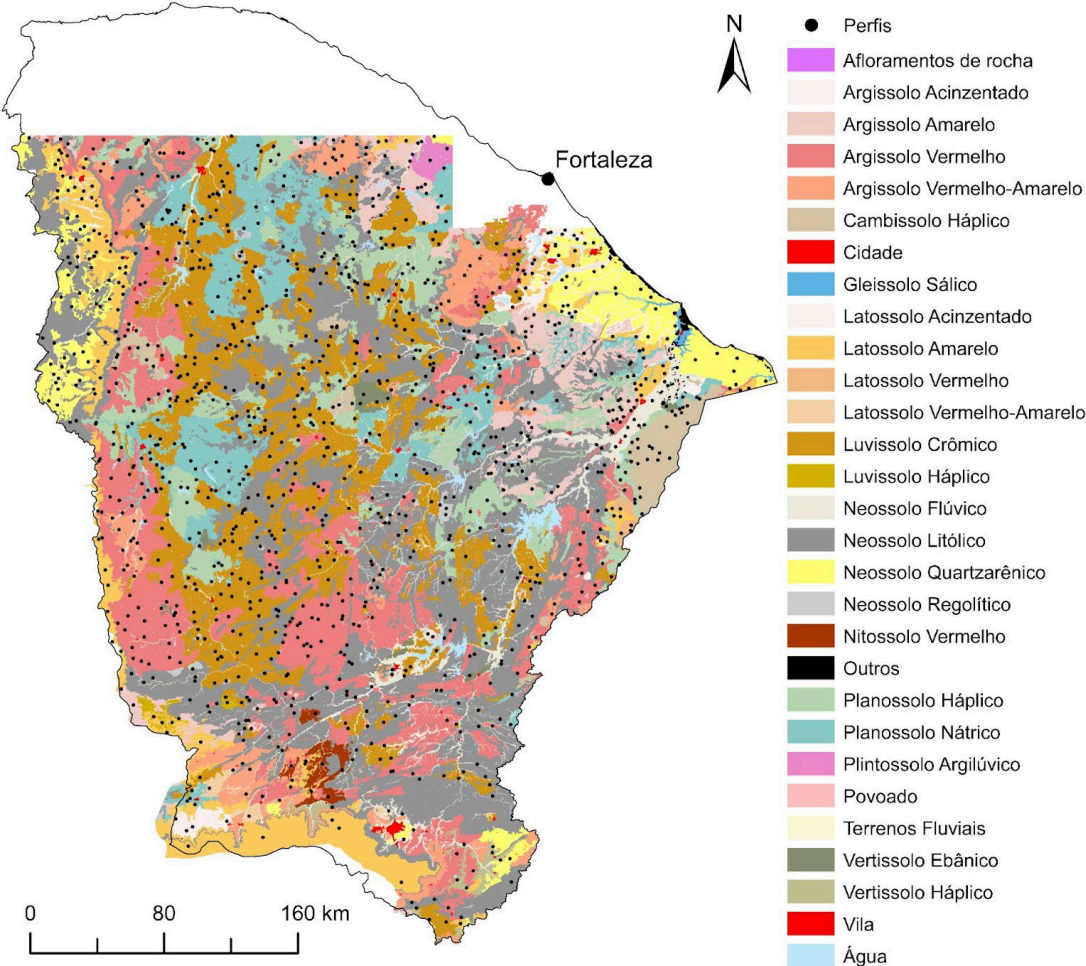 N
Fortaleza
0 80 160 km
Perfis
Afloramentos de rocha
Argissolo Acinzentado
Argissolo Amarelo
Argissolo Vermelho
Argissolo Vermelho-Amarelo
Cambissolo Háplico
Cidade
Gleissolo Sálico
Latossolo Acinzentado
Latossolo Amarelo
Latossolo Vermelho
Latossolo Vermelho-Amarelo
Luvissolo Crômico
Luvissolo Háplico
Neossolo Flúvico
Neossolo Litólico
Neossolo Quartzarênico
Neossolo Regolítico
Nitossolo Vermelho
Outros
Planossolo Háplico
Planossolo Nátrico
Plintossolo Argilúvico
Povoado
Terrenos Fluviais
Vertissolo Ebânico
Vertissolo Háplico
Vila
Água